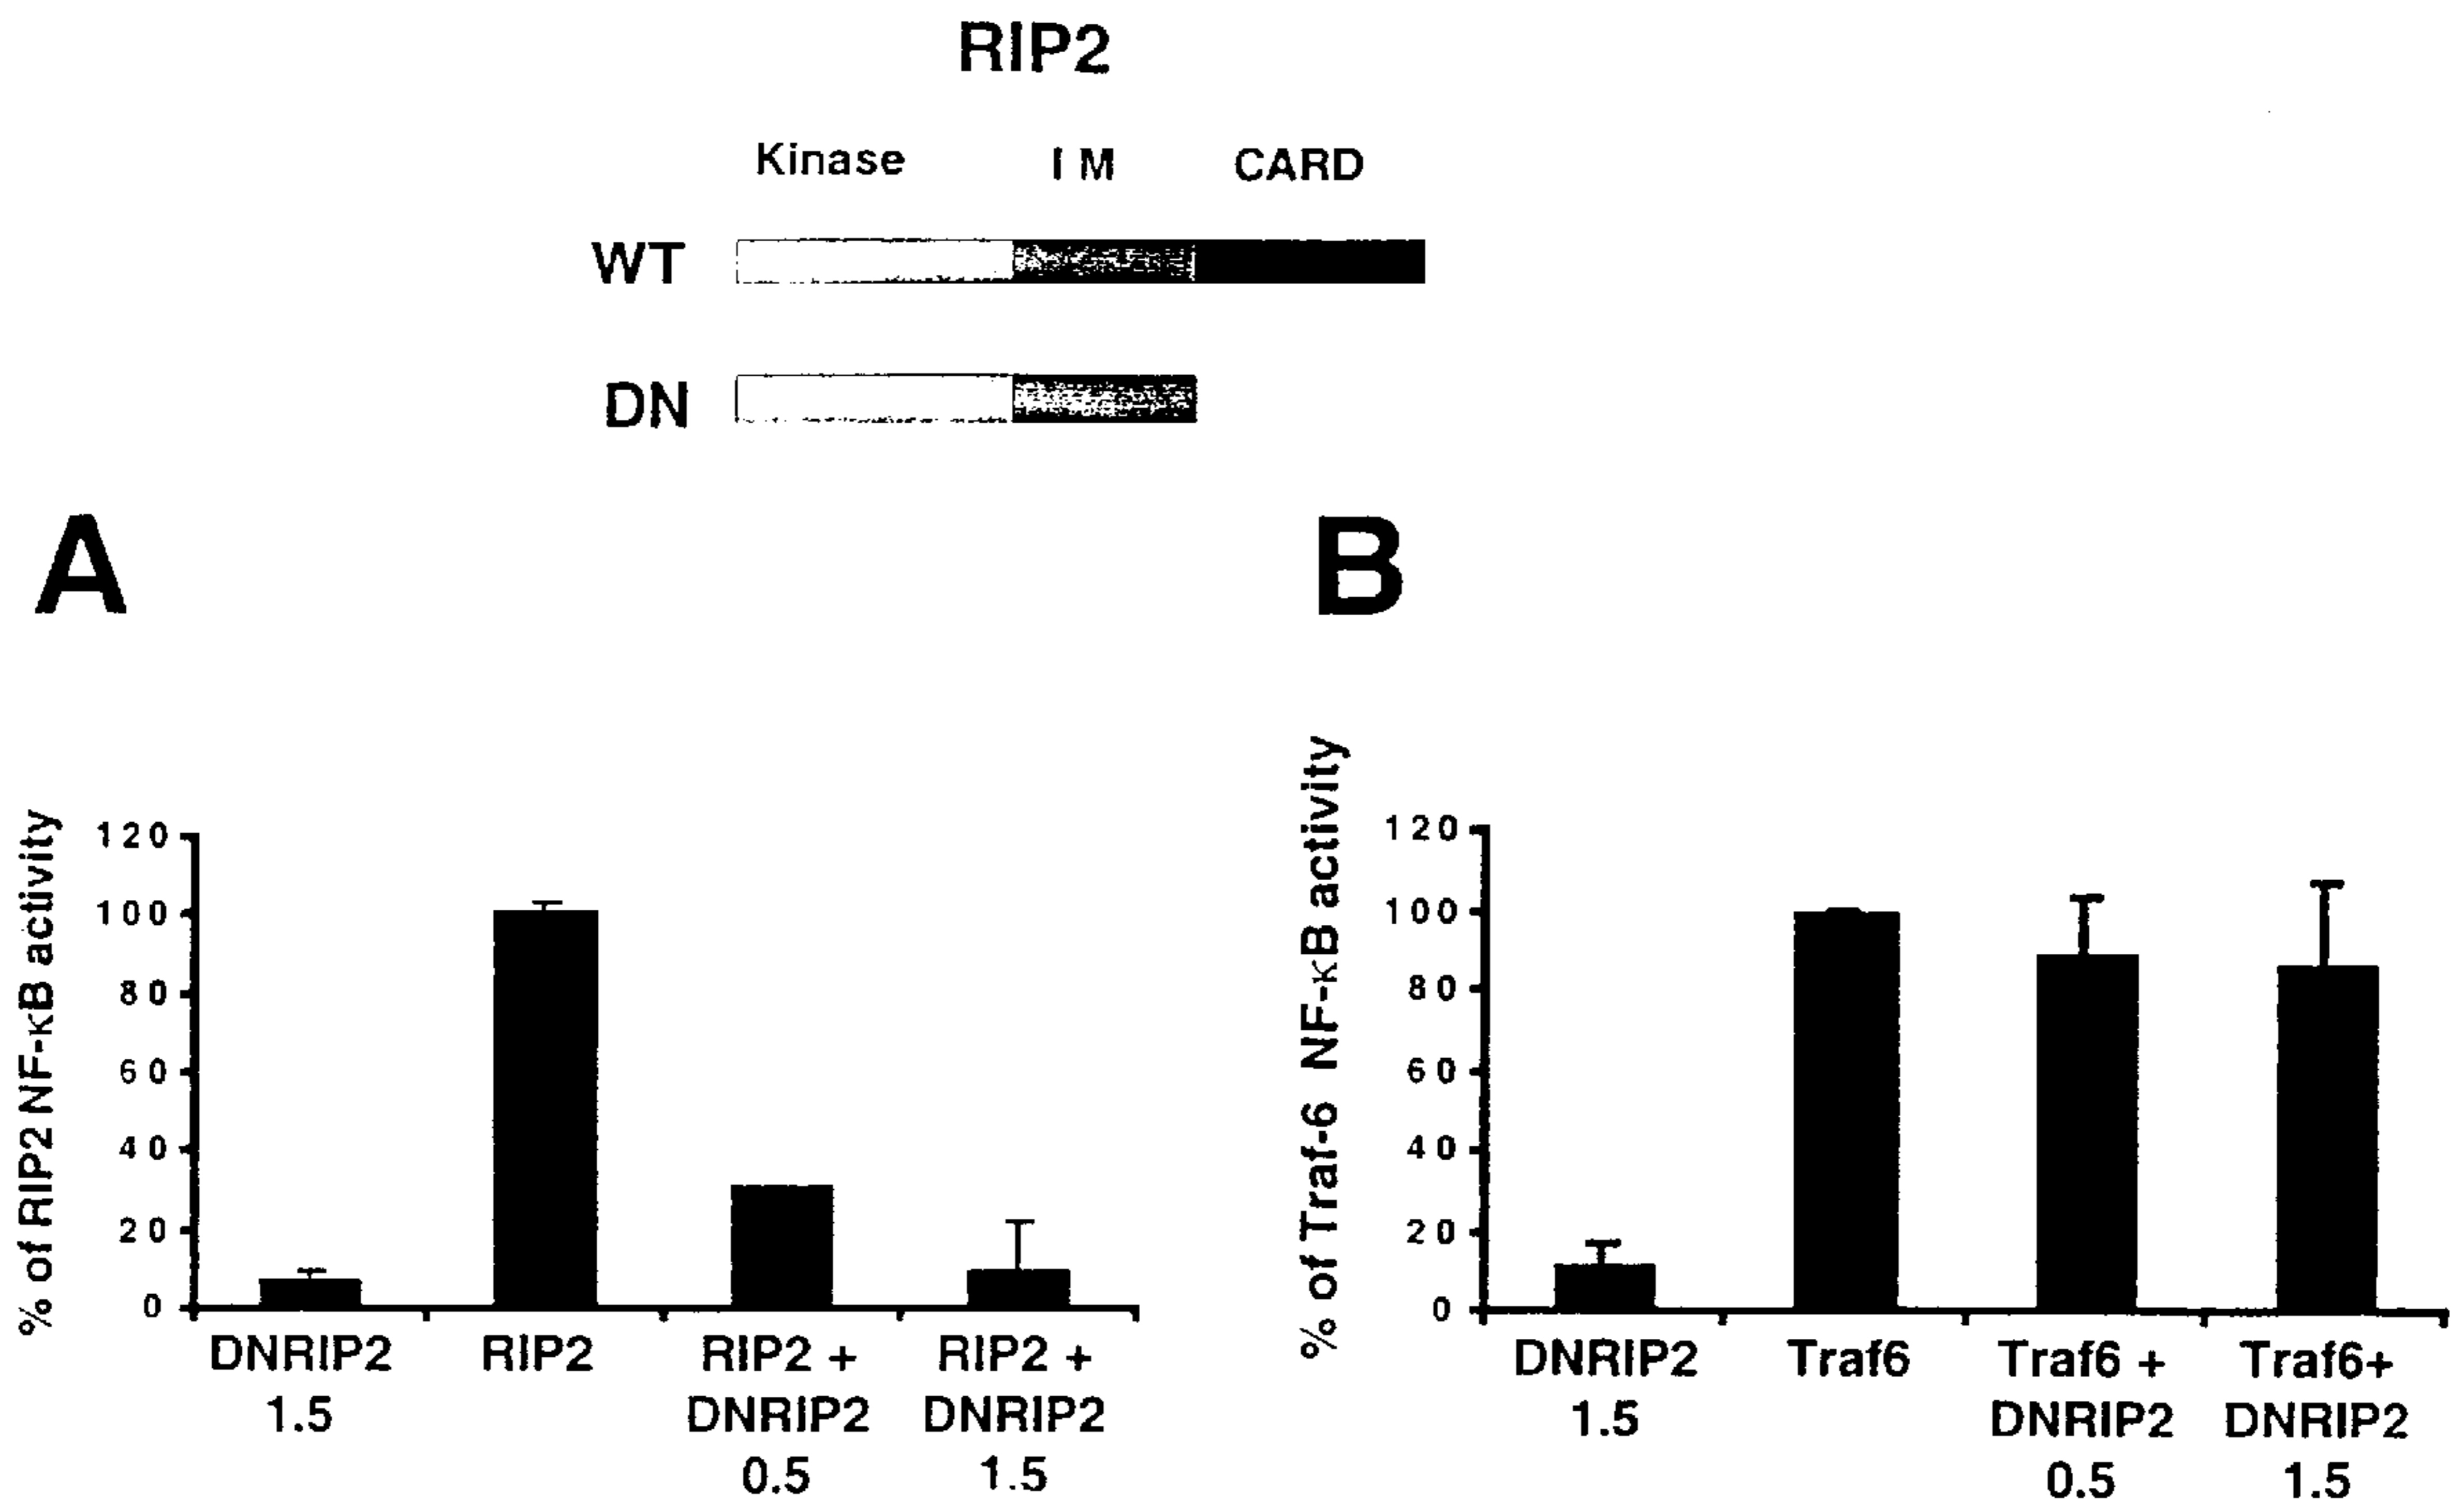 RIP2
Kinase I M CARD
WT
DN
A
B
% of RIP2 NF-κB activity
120
100
80
60
40
20
0
DNRIP2 RIP2 RIP2 + RIP2 +
1.5 DNRIP2 DNRIP2
0.5 1.5
% of Traf-6 NF-κB activity
120
100
80
60
40
20
0
DNRIP2 Traf6 Traf6 + Traf6+
1.5 DNRIP2 DNRIP2
0.5 1.5